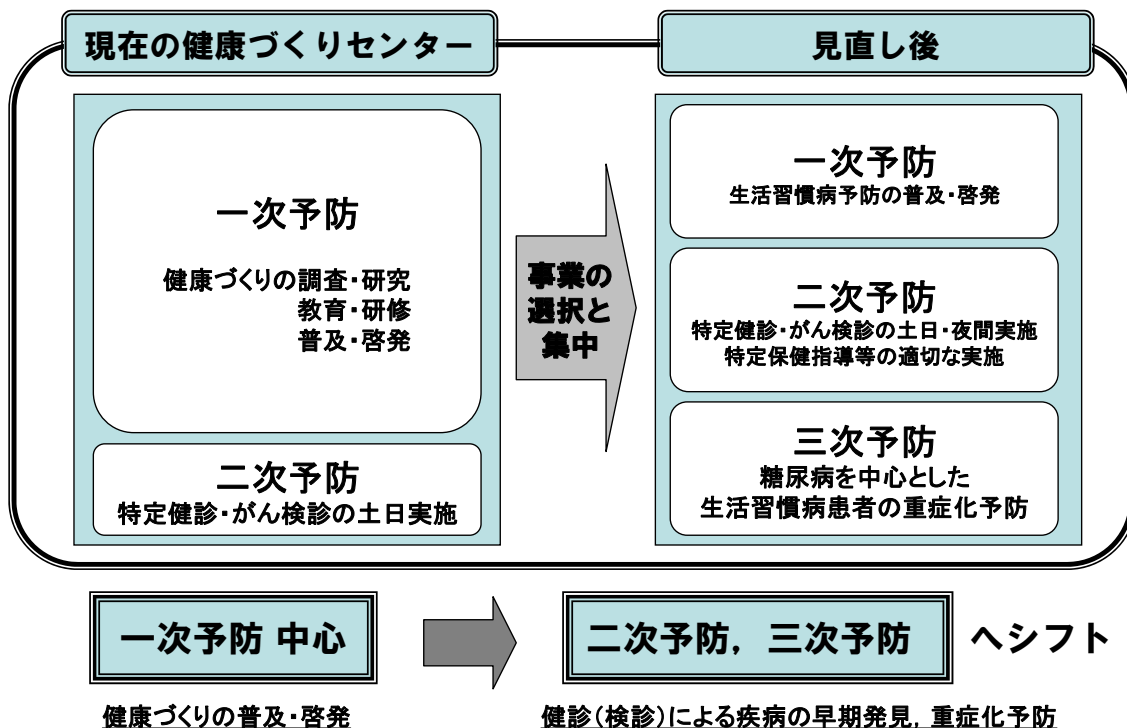 現在の健康づくりセンター
見直し後
一次予防
健康づくりの調査・研究
教育・研修
普及・啓発
二次予防
特定健診・がん検診の土日実施
事業の
選択と
集中
一次予防
生活習慣病予防の普及・啓発
二次予防
特定健診・がん検診の土日・夜間実施
特定保健指導等の適切な実施
三次予防
糖尿病を中心とした
生活習慣病患者の重症化予防
一次予防 中心
二次予防，三次予防
へシフト
健康づくりの普及・啓発
健診（検診）による疾病の早期発見，重症化予防